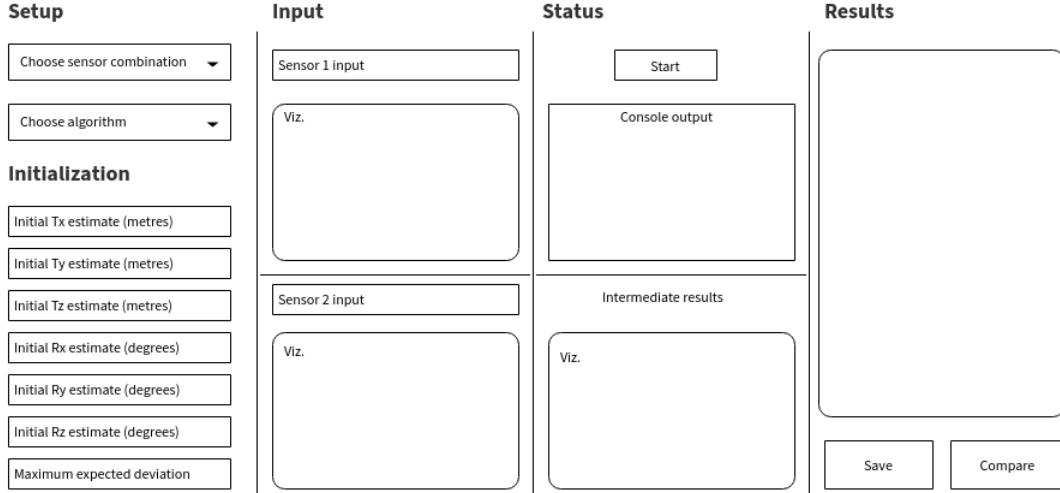 Setup
Choose sensor combination
Choose algorithm
Initialization
Initial Tx estimate (metres)
Initial Ty estimate (metres)
Initial Tz estimate (metres)
Initial Rx estimate (degrees)
Initial Ry estimate (degrees)
Initial Rz estimate (degrees)
Maximum expected deviation
Input
Sensor 1 input
Viz.
Sensor 2 input
Viz.
Status
Start
Console output
Intermediate results
Viz.
Results
Save
Compare